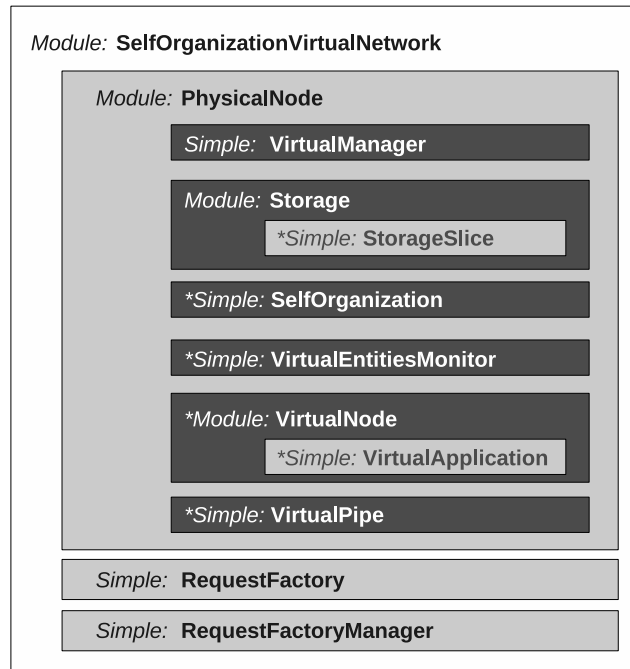 Module: SelfOrganizationVirtualNetwork
Module: PhysicalNode
Simple: VirtualManager
Module: Storage
*Simple: StorageSlice
*Simple: SelfOrganization
*Simple: VirtualEntitiesMonitor
*Module: VirtualNode
*Simple: VirtualApplication
*Simple: VirtualPipe
Simple: RequestFactory
Simple: RequestFactoryManager